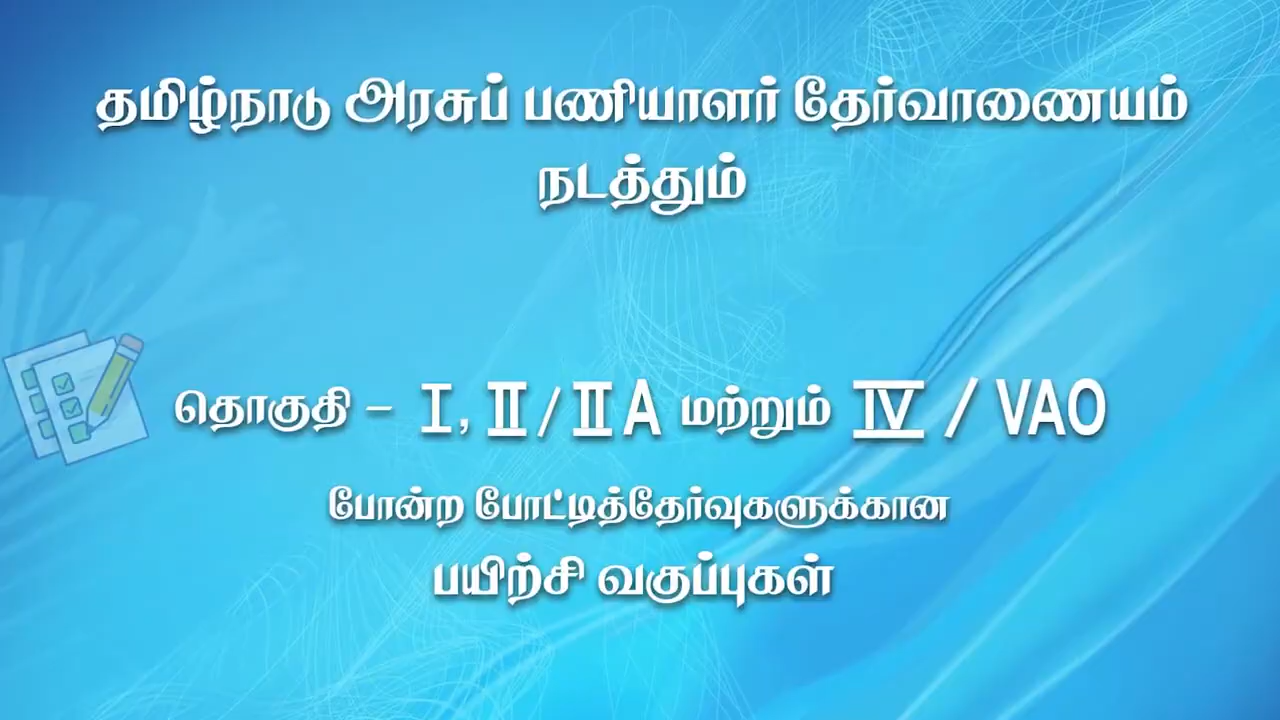 தமிழ்நாடு அரசுப் பணியாளர் தேர்வாணையம்
நடத்தும்
தொகுதி – I, II / II A மற்றும் IV / VAO
போன்ற போட்டித்தேர்வுகளுக்கான
பயிற்சி வகுப்புகள்